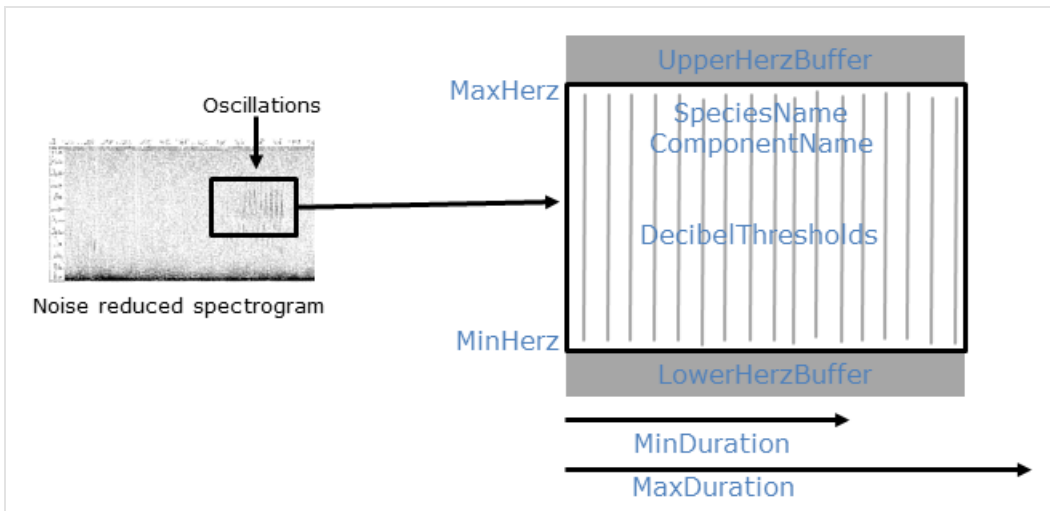 Oscillations
Noise reduced spectrogram
UpperHerzBuffer
MaxHerz
SpeciesName
ComponentName
DecibelThresholds
MinHerz
LowerHerzBuffer
MinDuration
MaxDuration